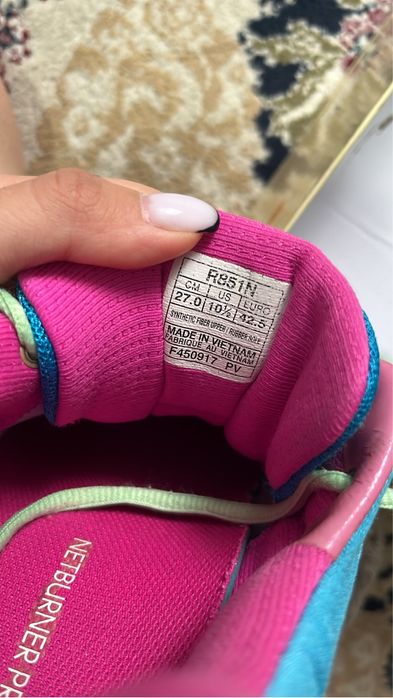 R851N
CM US EURO
27.0 10½ 42.5
SYNTHETIC FIBER UPPER / RUBBER SOLE
MADE IN VIETNAM
FABRIQUE AU VIETNAM
F450917 PV
NETBURNER PR